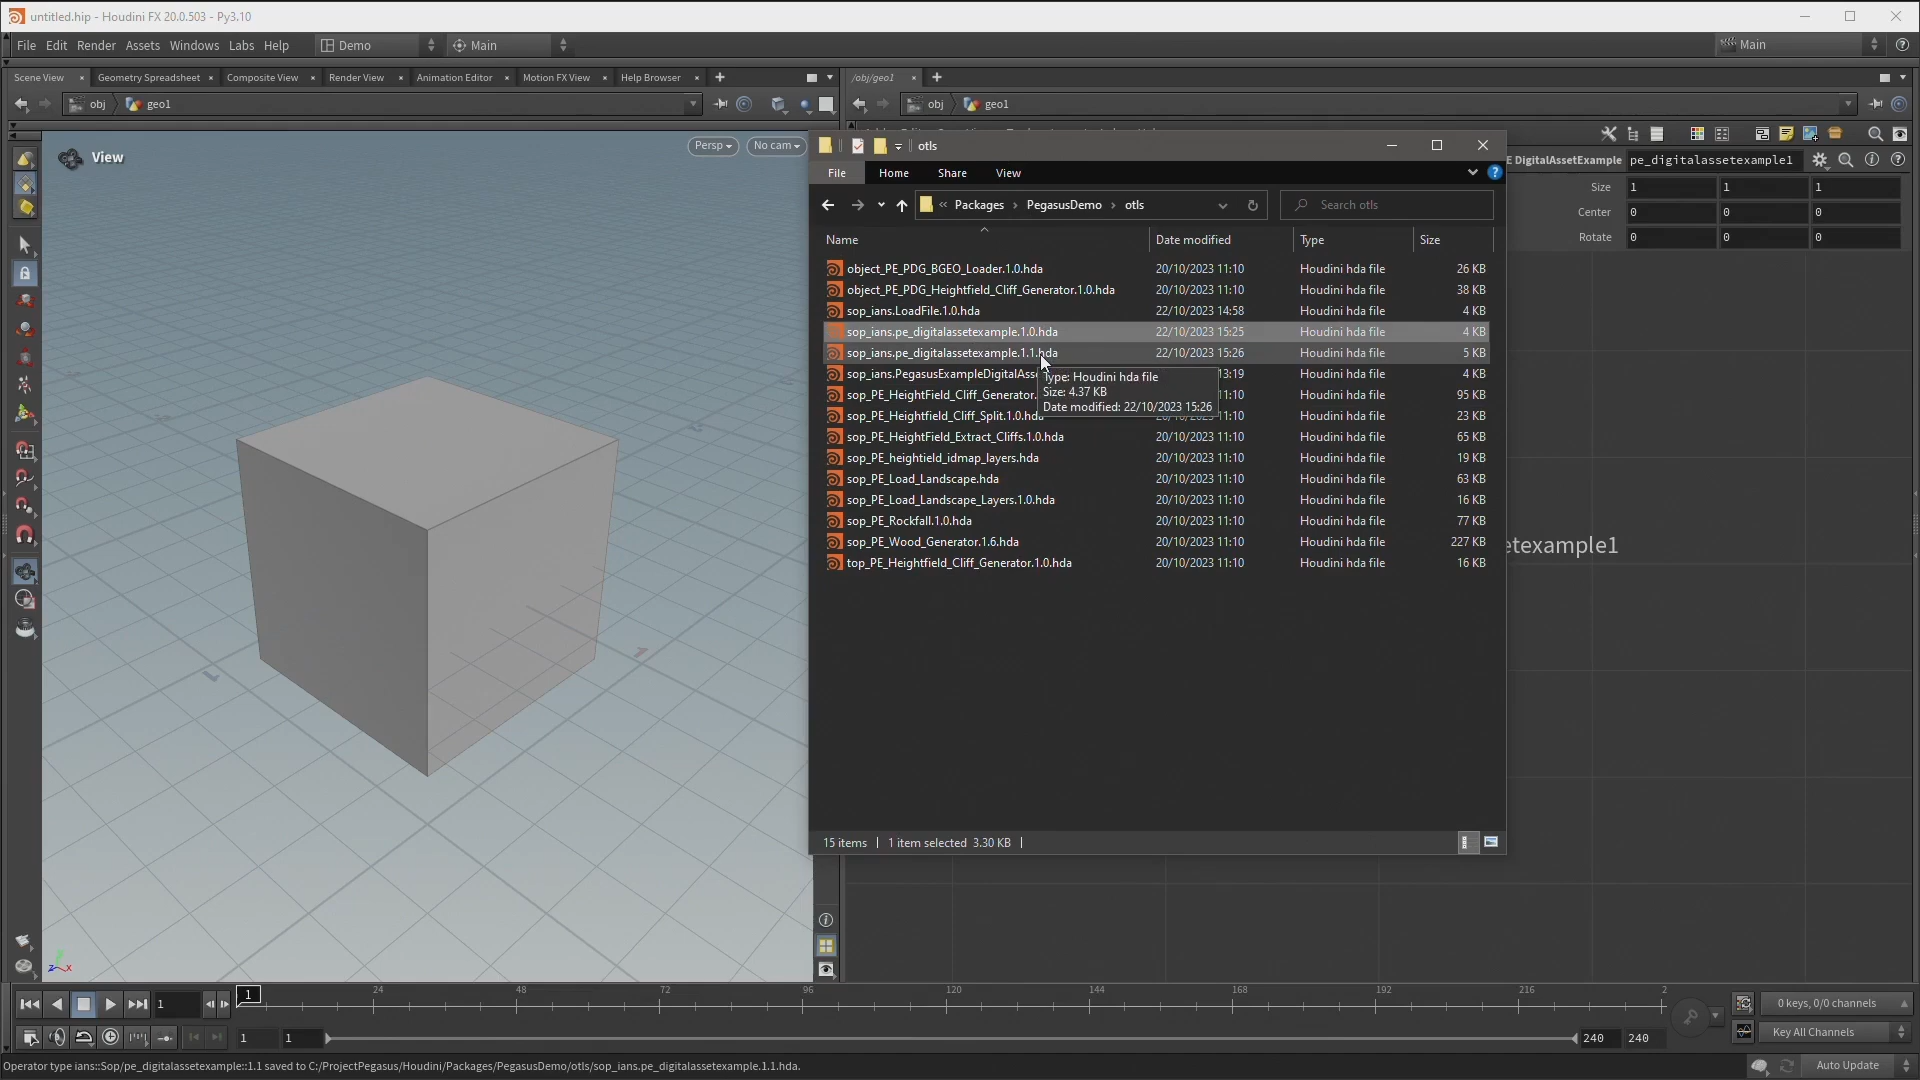 untitled.hip - Houdini FX 20.0.503 - Py3.10
File Edit Render Assets Windows Labs Help Demo Main Main
Scene View Geometry Spreadsheet Composite View Render View Animation Editor Motion FX View Help Browser /obj/geo1
obj geo1 obj geo1
View Persp No cam
otls
File Home Share View
Packages PegasusDemo otls Search otls
E DigitalAssetExample pe_digitalassetexample1
Size 1 1 1
Center 0 0 0
Rotate 0 0 0
Name Date modified Type Size
object_PE_PDG_BGEO_Loader.1.0.hda 20/10/2023 11:10 Houdini hda file 26 KB
object_PE_PDG_Heightfield_Cliff_Generator.1.0.hda 20/10/2023 11:10 Houdini hda file 38 KB
sop_ians.LoadFile.1.0.hda 22/10/2023 14:58 Houdini hda file 4 KB
sop_ians.pe_digitalassetexample.1.0.hda 22/10/2023 15:25 Houdini hda file 4 KB
sop_ians.pe_digitalassetexample.1.1.hda 22/10/2023 15:26 Houdini hda file 5 KB
sop_ians.PegasusExampleDigitalAsse 13:19 Houdini hda file 4 KB
sop_PE_HeightField_Cliff_Generator. 11:10 Houdini hda file 95 KB
sop_PE_Heightfield_Cliff_Split.1.0.hda 11:10 Houdini hda file 23 KB
Type: Houdini hda file
Size: 4.37 KB
Date modified: 22/10/2023 15:26
sop_PE_HeightField_Extract_Cliffs.1.0.hda 20/10/2023 11:10 Houdini hda file 65 KB
sop_PE_heightield_idmap_layers.hda 20/10/2023 11:10 Houdini hda file 19 KB
sop_PE_Load_Landscape.hda 20/10/2023 11:10 Houdini hda file 63 KB
sop_PE_Load_Landscape_Layers.1.0.hda 20/10/2023 11:10 Houdini hda file 16 KB
sop_PE_Rockfall.1.0.hda 20/10/2023 11:10 Houdini hda file 77 KB
sop_PE_Wood_Generator.1.6.hda 20/10/2023 11:10 Houdini hda file 227 KB
top_PE_Heightfield_Cliff_Generator.1.0.hda 20/10/2023 11:10 Houdini hda file 16 KB
etexample1
15 items 1 item selected 3.30 KB
z x
1 1 24 48 72 96 120 144 168 192 216 2 0 keys, 0/0 channels
1 1 240 240 Key All Channels
Operator type ians::Sop/pe_digitalassetexample::1.1 saved to C:/ProjectPegasus/Houdini/Packages/PegasusDemo/otls/sop_ians.pe_digitalassetexample.1.1.hda. Auto Update